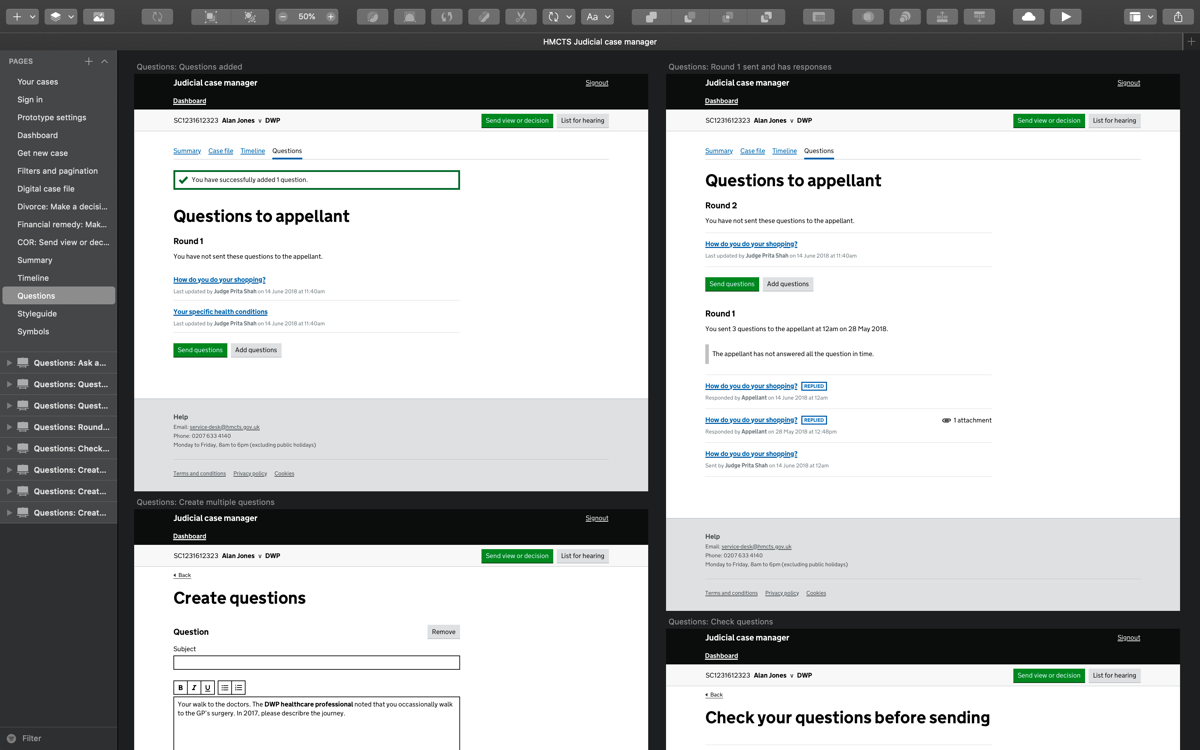 50%
Aa
HMCTS Judicial case manager
PAGES
Your cases
Sign in
Prototype settings
Dashboard
Get new case
Filters and pagination
Digital case file
Divorce: Make a decisi...
Financial remedy: Mak...
COR: Send view or dec...
Summary
Timeline
Questions
Styleguide
Symbols
Questions: Ask a...
Questions: Quest...
Questions: Quest...
Questions: Round...
Questions: Check...
Questions: Creat...
Questions: Creat...
Questions: Creat...
Filter
Questions: Questions added
Judicial case manager Signout
Dashboard
SC1231612323 Alan Jones v DWP Send view or decision List for hearing
Summary Case file Timeline Questions
You have successfully added 1 question.
Questions to appellant
Round 1
You have not sent these questions to the appellant.
How do you do your shopping?
Last updated by Judge Prita Shah on 14 June 2018 at 11:40am
Your specific health conditions
Last updated by Judge Prita Shah on 14 June 2018 at 11:40am
Send questions Add questions
Help
Email: service-desk@hmcts.gov.uk
Phone: 0207 633 4140
Monday to Friday, 8am to 6pm (excluding public holidays)
Terms and conditions Privacy policy Cookies
Questions: Create multiple questions
Judicial case manager Signout
Dashboard
SC1231612323 Alan Jones v DWP Send view or decision List for hearing
Back
Create questions
Question Remove
Subject
B I U
Your walk to the doctors. The DWP healthcare professional noted that you occassionally walk
to the GP's surgery. In 2017, please describre the journey.
Questions: Round 1 sent and has responses
Judicial case manager Signout
Dashboard
SC1231612323 Alan Jones v DWP Send view or decision List for hearing
Summary Case file Timeline Questions
Questions to appellant
Round 2
You have not sent these questions to the appellant.
How do you do your shopping?
Last updated by Judge Prita Shah on 14 June 2018 at 11:40am
Send questions Add questions
Round 1
You sent 3 questions to the appellant at 12am on 28 May 2018.
The appellant has not answered all the question in time.
How do you do your shopping? REPLIED
Responded by Appellant on 14 June 2018 at 12am
How do you do your shopping? REPLIED 1 attachment
Responded by Appellant on 28 May 2018 at 12:48pm
How do you do your shopping?
Sent by Judge Prita Shah on 14 June 2018 at 12am
Help
Email: service-desk@hmcts.gov.uk
Phone: 0207 633 4140
Monday to Friday, 8am to 6pm (excluding public holidays)
Terms and conditions Privacy policy Cookies
Questions: Check questions
Judicial case manager Signout
Dashboard
SC1231612323 Alan Jones v DWP Send view or decision List for hearing
Back
Check your questions before sending